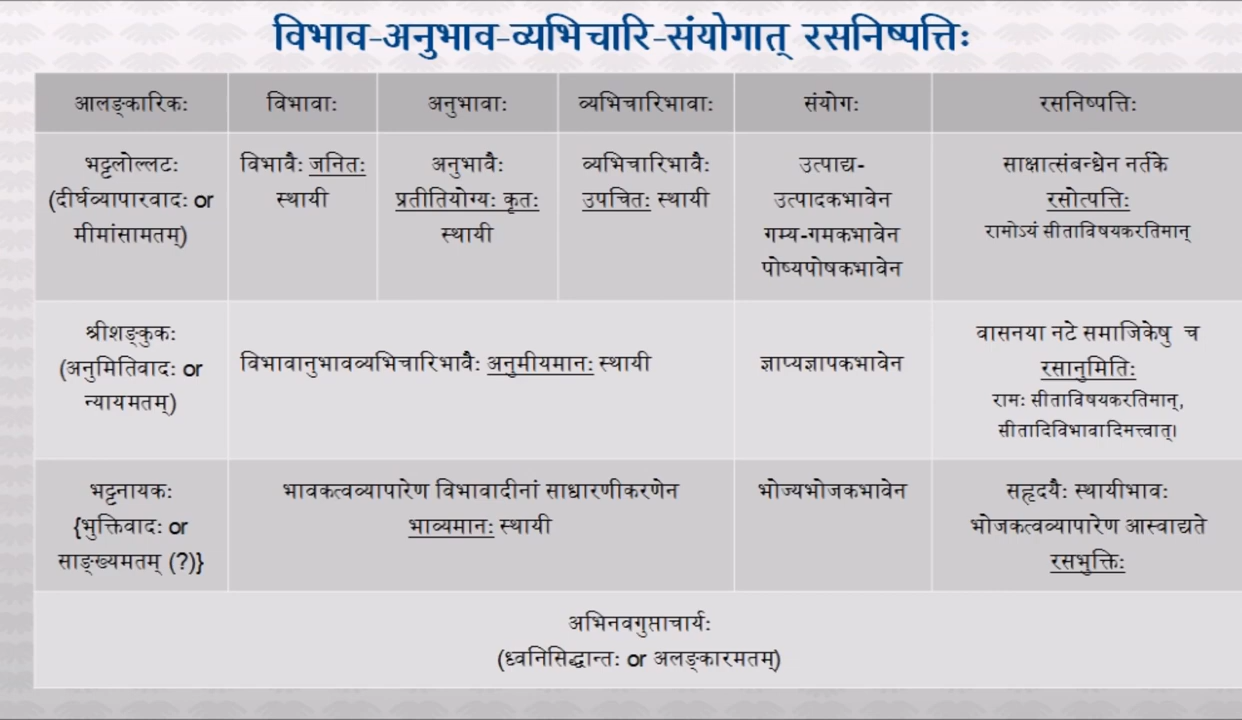 विभाव-अनुभाव-व्यभिचारि-संयोगात् रसनिष्पत्तिः
आलङ्कारिकः
विभावाः
अनुभावाः
व्यभिचारिभावाः
संयोगः
रसनिष्पत्तिः
भट्टलोल्लटः
(दीर्घव्यापारवादः or
मीमांसामतम्)
विभावैः जनितः
स्थायी
अनुभावैः
प्रतीतियोग्यः कृतः
स्थायी
व्यभिचारिभावैः
उपचितः स्थायी
उत्पाद्य-
उत्पादकभावेन
गम्य-गमकभावेन
पोष्यपोषकभावेन
साक्षात्संबन्धेन नर्तके
रसोत्पत्तिः
रामोऽयं सीताविषयकरतिमान्
श्रीशङ्कुकः
(अनुमितिवादः or
न्यायमतम्)
विभावानुभावव्यभिचारिभावैः अनुमीयमानः स्थायी
ज्ञाप्यज्ञापकभावेन
वासनया नटे समाजिकेषु च
रसानुमितिः
रामः सीताविषयकरतिमान्,
सीतादिविभावादिमत्त्वात्।
भट्टनायकः
{भुक्तिवादः or
साङ्ख्यमतम् (?)}
भावकत्वव्यापारेण विभावादीनां साधारणीकरणेन
भाव्यमानः स्थायी
भोज्यभोजकभावेन
सहृदयैः स्थायीभावः
भोजकत्वव्यापारेण आस्वाद्यते
रसभुक्तिः
अभिनवगुप्ताचार्यः
(ध्वनिसिद्धान्तः or अलङ्कारमतम्)